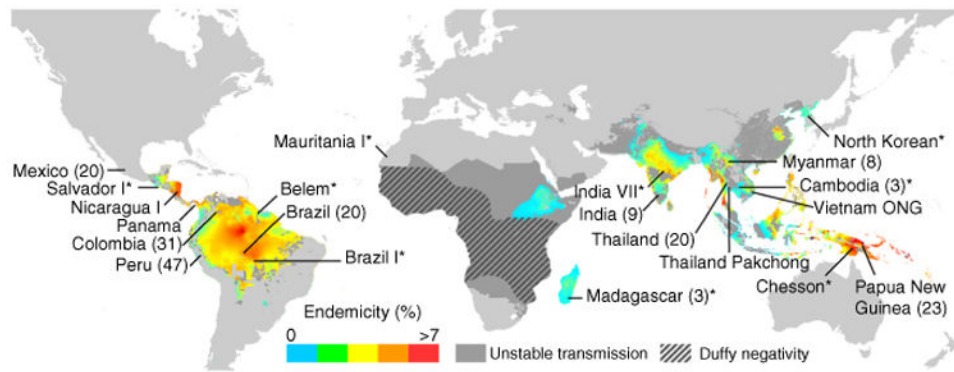 Mauritania I*
North Korean*
Mexico (20)
Myanmar (8)
Salvador I*
Belem*
India VII*
Cambodia (3)*
Nicaragua I
Brazil (20)
India (9)
Vietnam ONG
Panama
Colombia (31)
Thailand (20)
Peru (47)
Brazil I*
Thailand Pakchong
Chesson*
Papua New
Guinea (23)
Madagascar (3)*
Endemicity (%)
0 >7
Unstable transmission
Duffy negativity